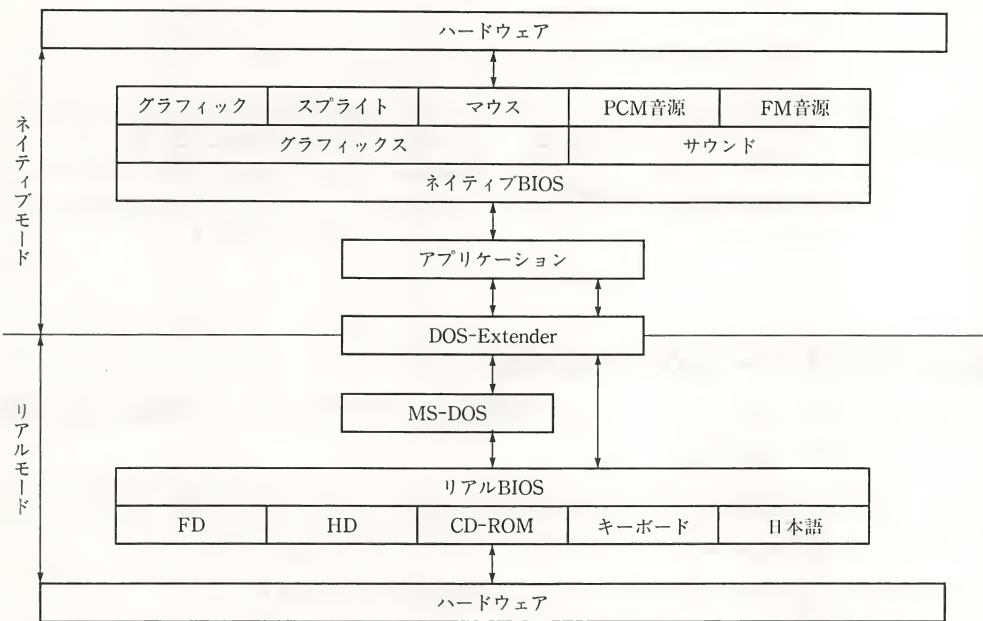 ハードウェア
グラフィック スプライト マウス PCM音源 FM音源
グラフィックス サウンド
ネイティブBIOS
ネイティブモード
アプリケーション
DOS-Extender
MS-DOS
リアルモード
リアルBIOS
FD HD CD-ROM キーボード 日本語
ハードウェア